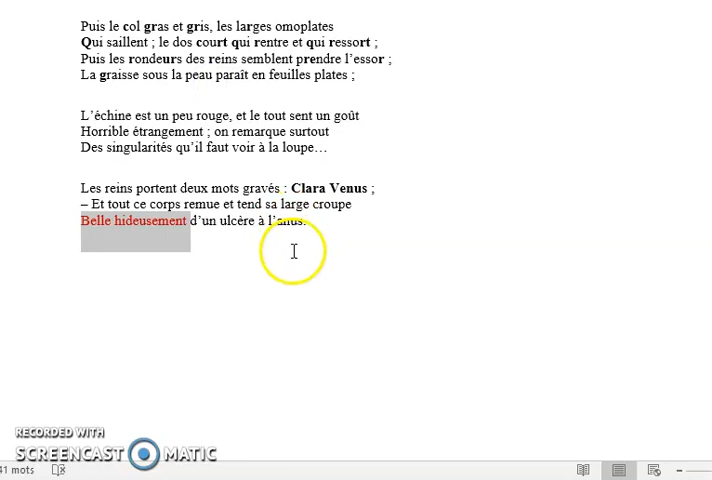 Puis le col gras et gris, les larges omoplates
Qui saillent ; le dos court qui rentre et qui ressort ;
Puis les rondeurs des reins semblent prendre l’essor ;
La graisse sous la peau paraît en feuilles plates ;
L’échine est un peu rouge, et le tout sent un goût
Horrible étrangement ; on remarque surtout
Des singularités qu’il faut voir à la loupe…
Les reins portent deux mots gravés : Clara Venus ;
– Et tout ce corps remue et tend sa large croupe
Belle hideusement d’un ulcère à l’anus.
RECORDED WITH
SCREENCAST MATIC
41 mots